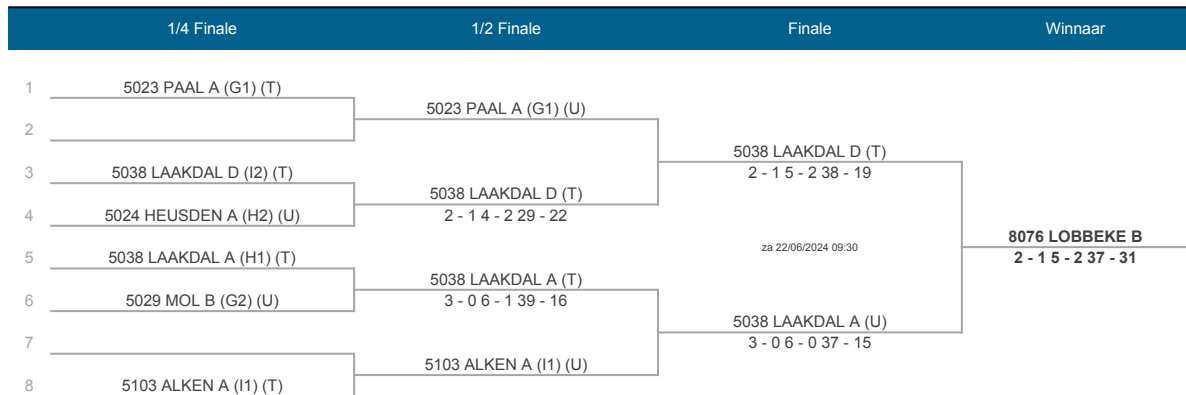 1/4 Finale 1/2 Finale Finale Winnaar
1 5023 PAAL A (G1) (T)
5023 PAAL A (G1) (U)
2
5038 LAAKDAL D (T)
3 5038 LAAKDAL D (I2) (T)
2 - 1 5 - 2 38 - 19
5038 LAAKDAL D (T)
4 5024 HEUSDEN A (H2) (U)
2 - 1 4 - 2 29 - 22
8076 LOBBEKE B
za 22/06/2024 09:30
5 5038 LAAKDAL A (H1) (T)
2 - 1 5 - 2 37 - 31
5038 LAAKDAL A (T)
6 5029 MOL B (G2) (U)
3 - 0 6 - 1 39 - 16
5038 LAAKDAL A (U)
7
3 - 0 6 - 0 37 - 15
5103 ALKEN A (I1) (U)
8 5103 ALKEN A (I1) (T)